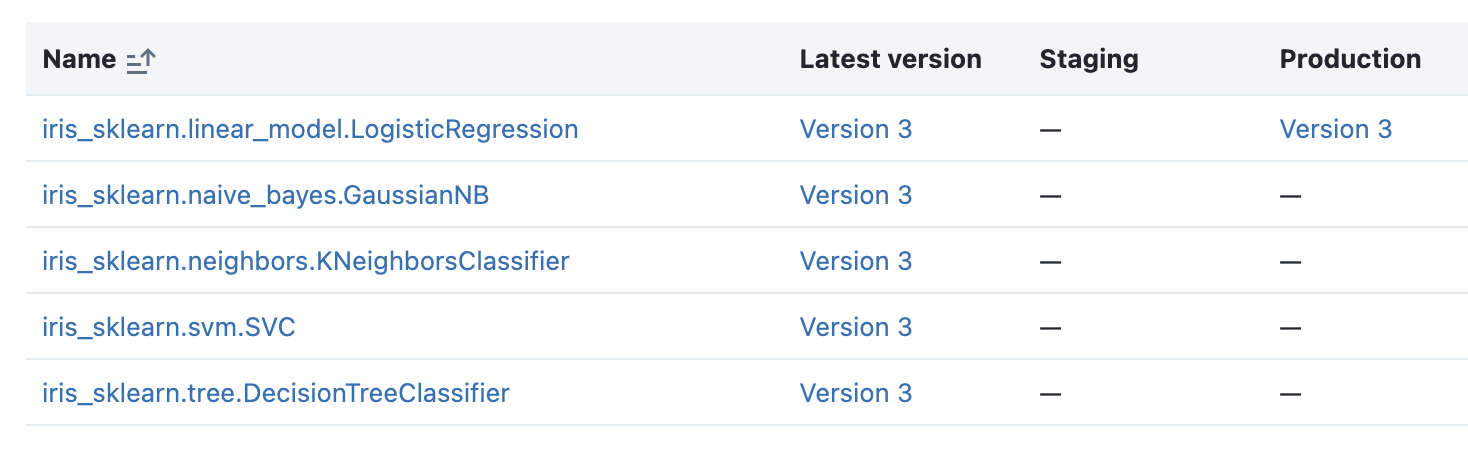 Name Latest version Staging Production
iris_sklearn.linear_model.LogisticRegression Version 3 — Version 3
iris_sklearn.naive_bayes.GaussianNB Version 3 — —
iris_sklearn.neighbors.KNeighborsClassifier Version 3 — —
iris_sklearn.svm.SVC Version 3 — —
iris_sklearn.tree.DecisionTreeClassifier Version 3 — —